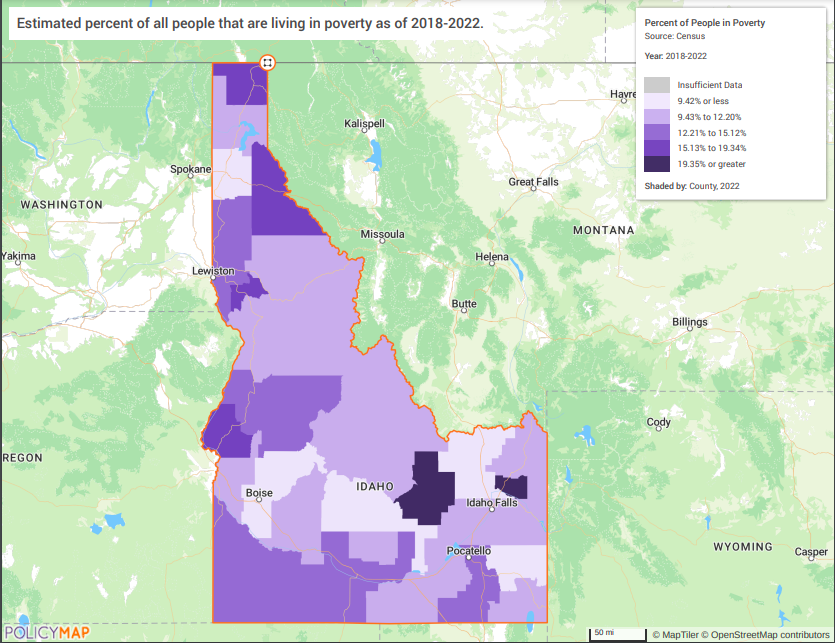 Estimated percent of all people that are living in poverty as of 2018-2022.
Percent of People in Poverty
Source: Census
Year: 2018-2022
Insufficient Data
9.42% or less
9.43% to 12.20%
12.21% to 15.12%
15.13% to 19.34%
19.35% or greater
Shaded by: County, 2022
Havre
Kalispell
Spokane
Great Falls
WASHINGTON
MONTANA
Missoula
Yakima
Helena
Lewiston
Butte
Billings
Cody
REGON
IDAHO
Boise
Idaho Falls
WYOMING
Pocatello
Casper
POLICYMAP
50 mi
© MapTiler © OpenStreetMap contributors